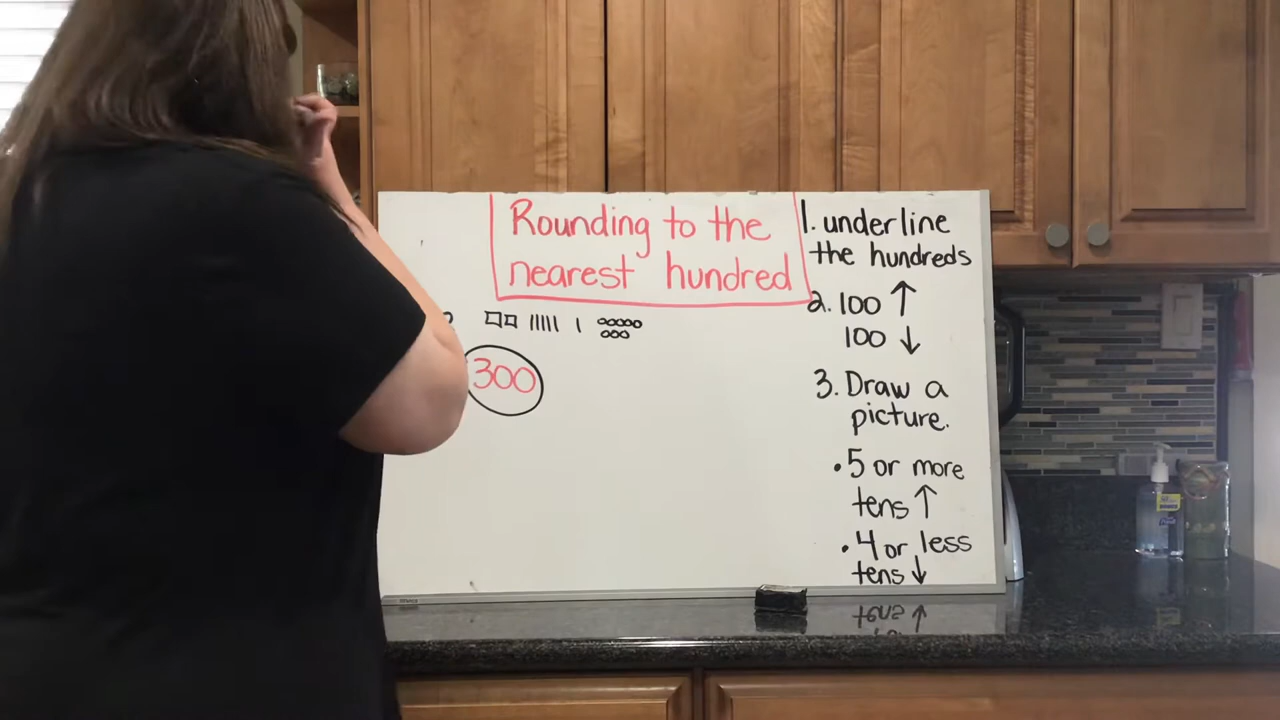 Rounding to the
nearest hundred
300
1. underline
the hundreds
2. 100 ↑
100 ↓
3. Draw a
picture.
•5 or more
tens ↑
•4 or less
tens ↓